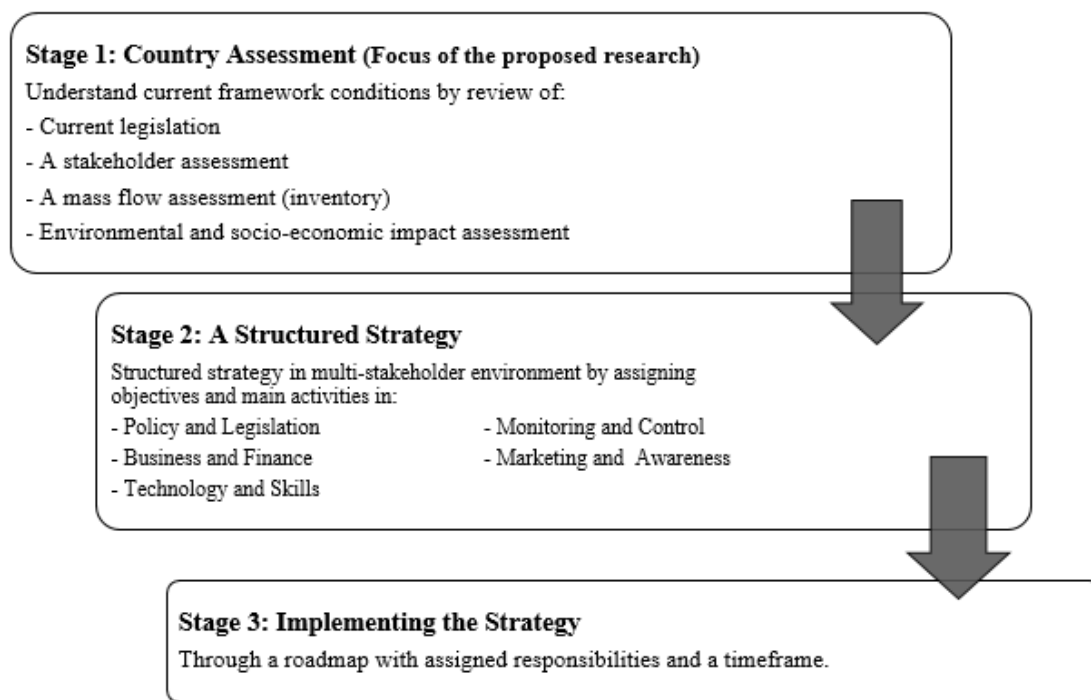 Stage 1: Country Assessment (Focus of the proposed research)
Understand current framework conditions by review of:
- Current legislation
- A stakeholder assessment
- A mass flow assessment (inventory)
- Environmental and socio-economic impact assessment
Stage 2: A Structured Strategy
Structured strategy in multi-stakeholder environment by assigning
objectives and main activities in:
- Policy and Legislation
- Business and Finance
- Technology and Skills
- Monitoring and Control
- Marketing and Awareness
Stage 3: Implementing the Strategy
Through a roadmap with assigned responsibilities and a timeframe.